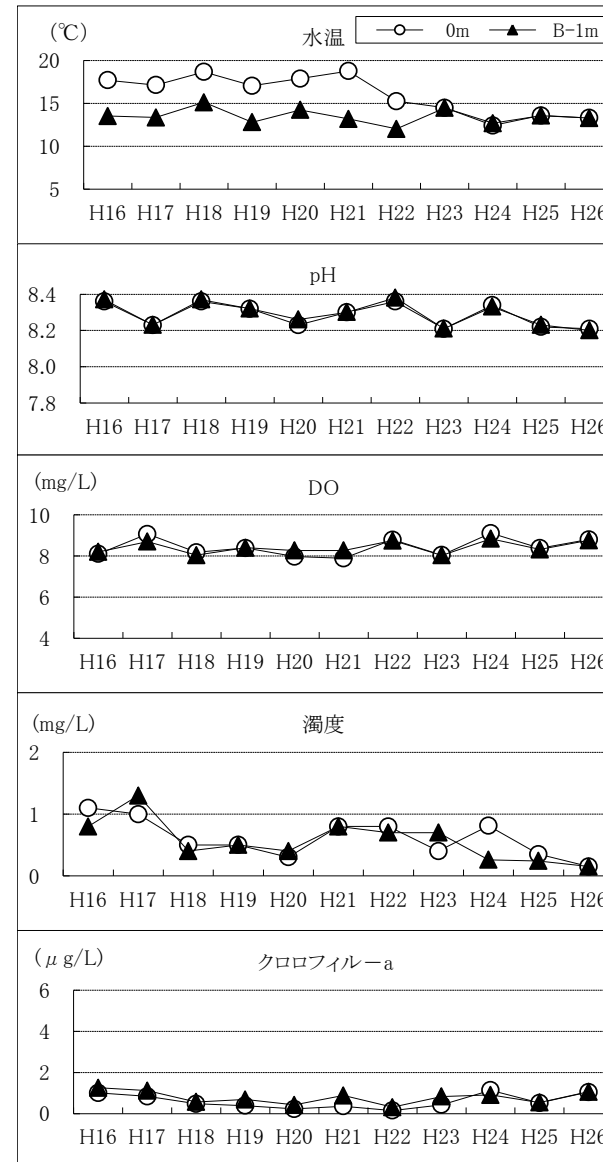 (℃)
水温
0m
B-1m
20
15
10
5
H16 H17 H18 H19 H20 H21 H22 H23 H24 H25 H26
pH
8.4
8.2
8.0
7.8
H16 H17 H18 H19 H20 H21 H22 H23 H24 H25 H26
(mg/L)
DO
10
8
6
4
H16 H17 H18 H19 H20 H21 H22 H23 H24 H25 H26
(mg/L)
濁度
2
1
0
H16 H17 H18 H19 H20 H21 H22 H23 H24 H25 H26
(μg/L)
クロロフィル－a
6
4
2
0
H16 H17 H18 H19 H20 H21 H22 H23 H24 H25 H26